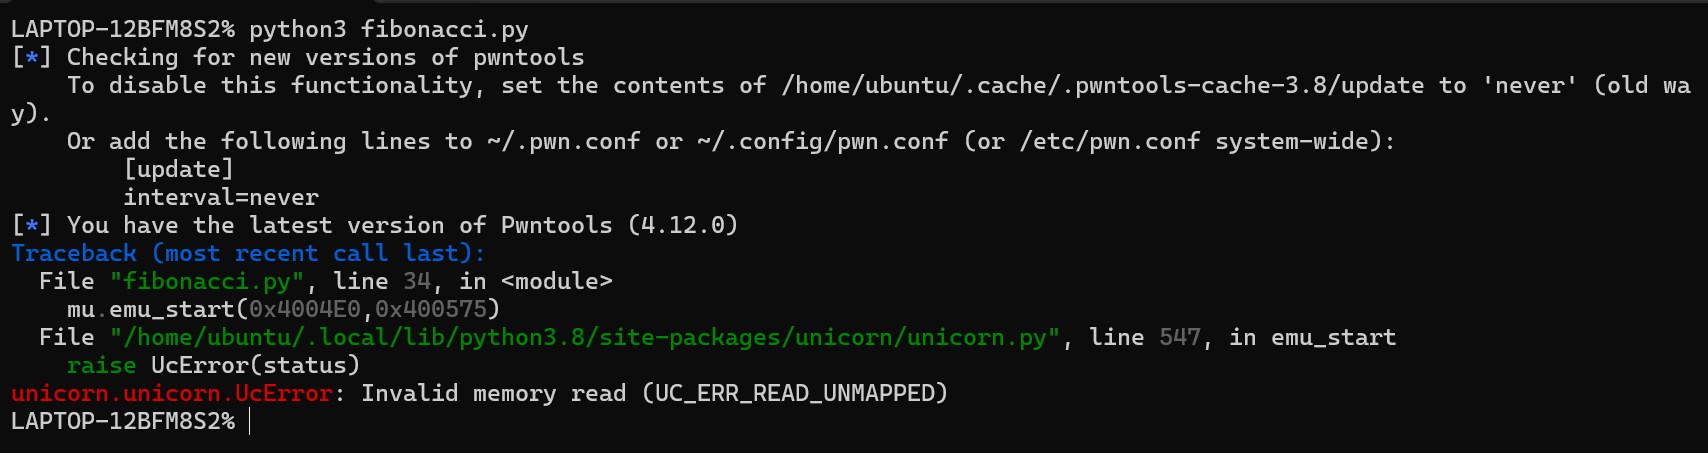 LAPTOP-12BFM8S2% python3 fibonacci.py
[*] Checking for new versions of pwntools
    To disable this functionality, set the contents of /home/ubuntu/.cache/.pwntools-cache-3.8/update to 'never' (old wa
y).
    Or add the following lines to ~/.pwn.conf or ~/.config/pwn.conf (or /etc/pwn.conf system-wide):
        [update]
        interval=never
[*] You have the latest version of Pwntools (4.12.0)
Traceback (most recent call last):
  File "fibonacci.py", line 34, in <module>
    mu.emu_start(0x4004E0,0x400575)
  File "/home/ubuntu/.local/lib/python3.8/site-packages/unicorn/unicorn.py", line 547, in emu_start
    raise UcError(status)
unicorn.unicorn.UcError: Invalid memory read (UC_ERR_READ_UNMAPPED)
LAPTOP-12BFM8S2%